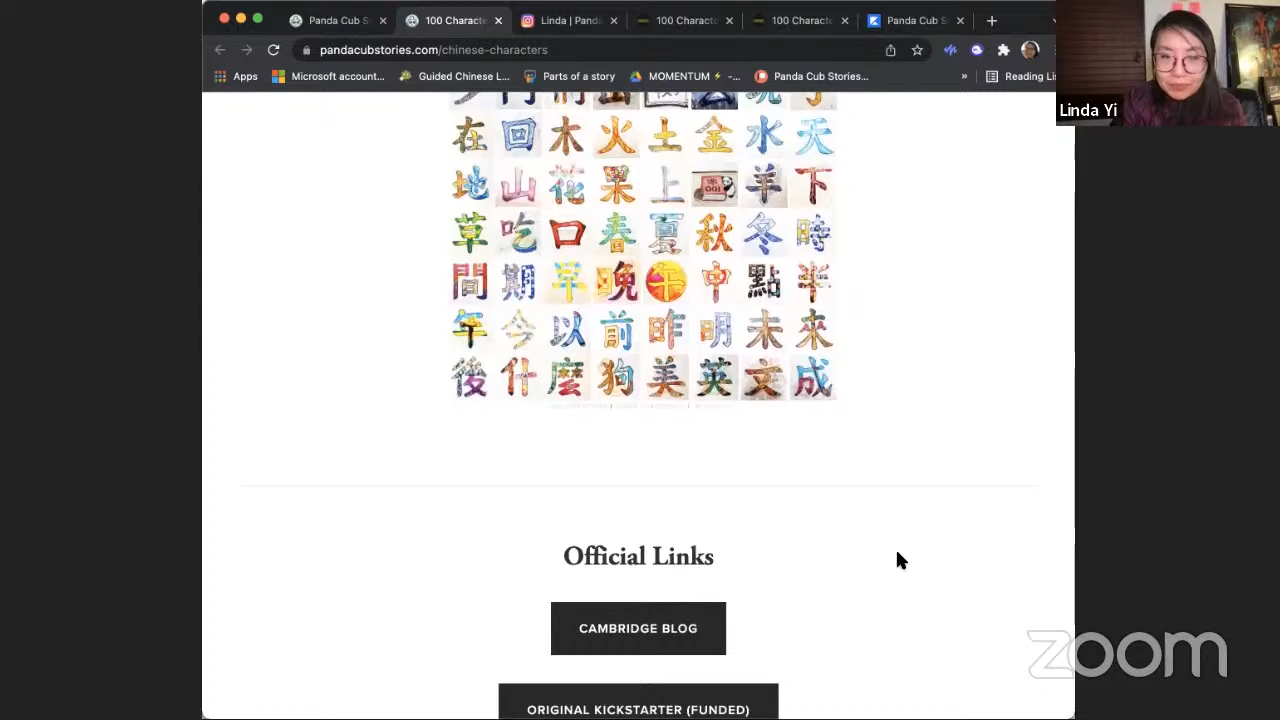 Panda Cub S
100 Characte
Linda | Panda
100 Characte
100 Characte
Panda Cub S
pandacubstories.com/chinese-characters
Apps
Microsoft account...
Guided Chinese L...
Parts of a story
MOMENTUM ⚡ -...
Panda Cub Stories...
»
Reading Li
Linda Yi
在 回 木 火 土 金 水 天
地 山 花 果 上 羊 下
草 吃 口 春 夏 秋 冬 時
間 期 早 晚 午 中 點 半
年 今 以 前 昨 明 未 來
後 什 麼 狗 美 英 文 成
Official Links
CAMBRIDGE BLOG
ORIGINAL KICKSTARTER (FUNDED)
zoom